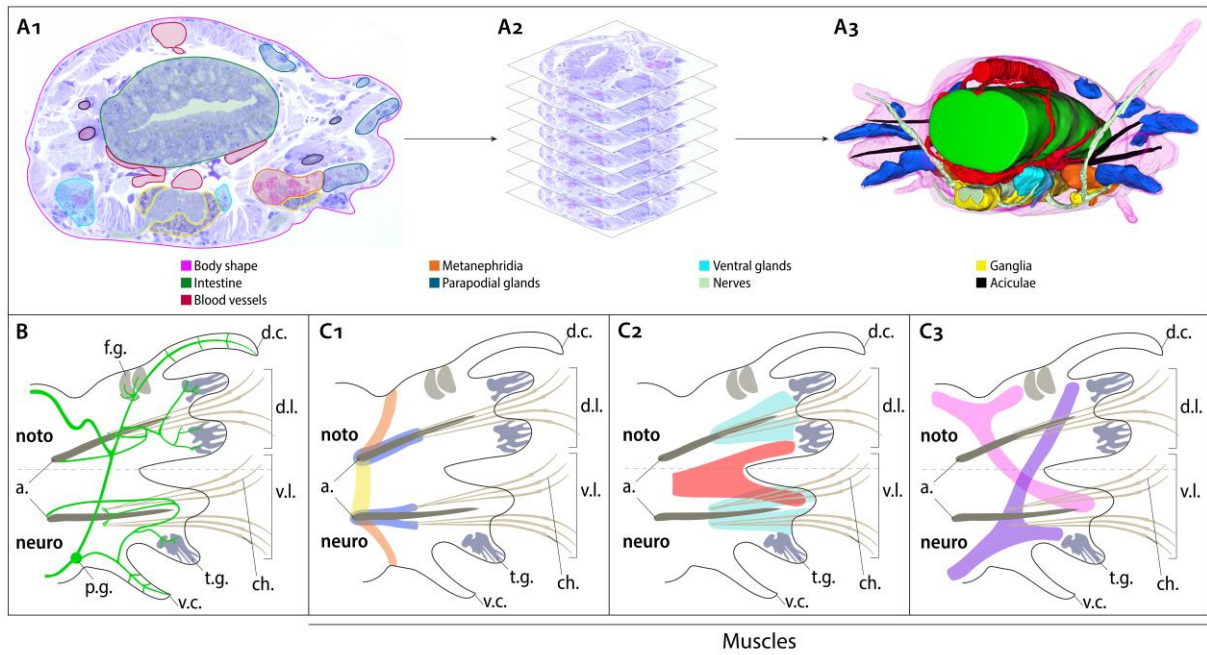 A1
A2
A3
Body shape
Intestine
Blood vessels
Metanephridia
Parapodial glands
Ventral glands
Nerves
Ganglia
Aciculae
B
f.g.
d.c.
d.l.
noto
a.
v.l.
neuro
p.g.
t.g.
ch.
v.c.
C1
d.c.
d.l.
noto
a.
v.l.
neuro
t.g.
ch.
v.c.
C2
d.c.
d.l.
noto
a.
v.l.
neuro
t.g.
ch.
v.c.
C3
d.c.
d.l.
noto
a.
v.l.
neuro
t.g.
ch.
v.c.
Muscles